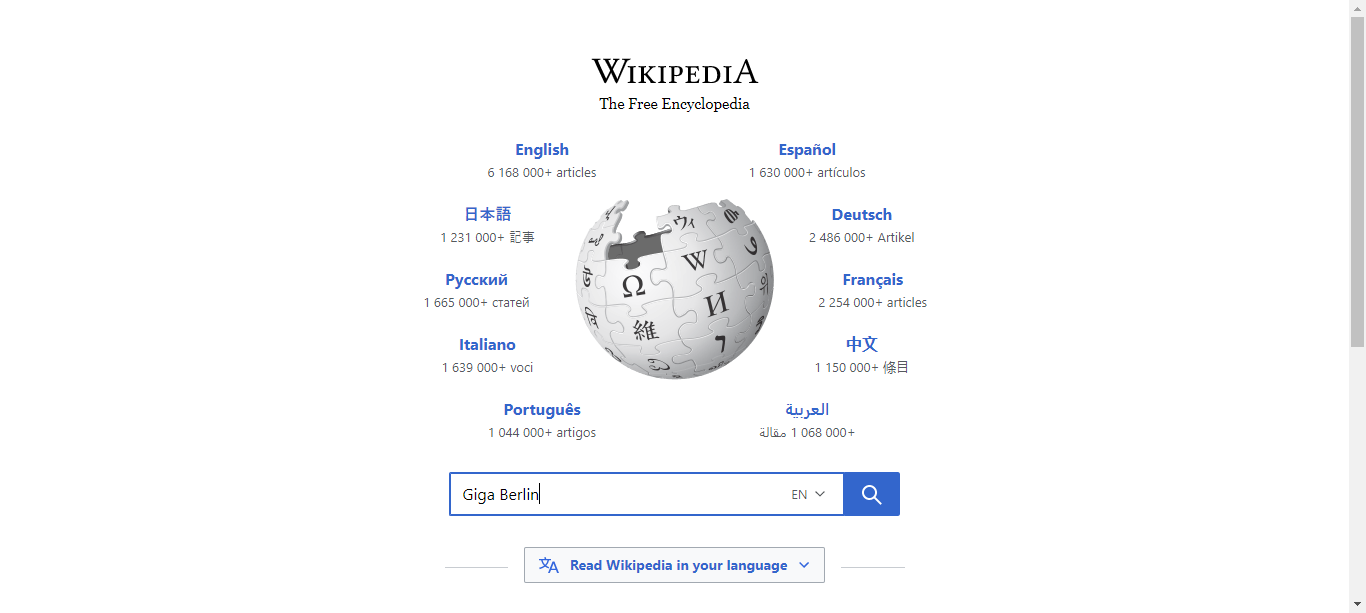 WIKIPEDIA
The Free Encyclopedia
English
6 168 000+ articles
Español
1 630 000+ artículos
日本語
1 231 000+ 記事
Deutsch
2 486 000+ Artikel
Русский
1 665 000+ статей
Français
2 254 000+ articles
Italiano
1 639 000+ voci
中文
1 150 000+ 條目
Português
1 044 000+ artigos
العربية
1 068 000+ مقالة
Ω
W
И
維
ウィ
Giga Berlin
EN
Read Wikipedia in your language